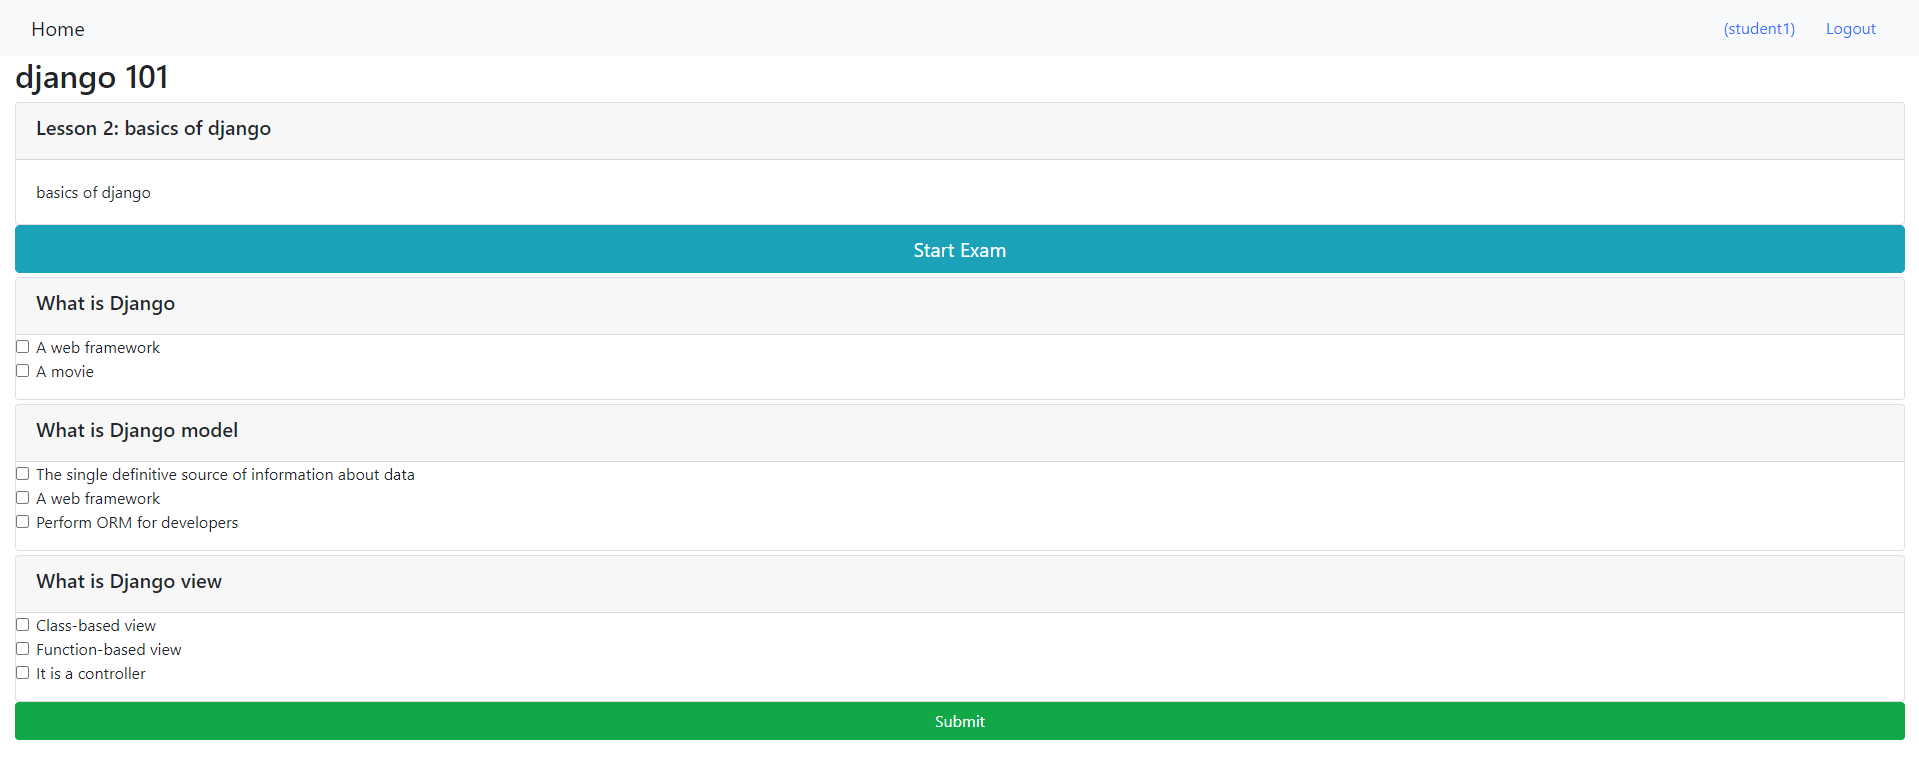 Home
(student1)
Logout
django 101
Lesson 2: basics of django
basics of django
Start Exam
What is Django
A web framework
A movie
What is Django model
The single definitive source of information about data
A web framework
Perform ORM for developers
What is Django view
Class-based view
Function-based view
It is a controller
Submit